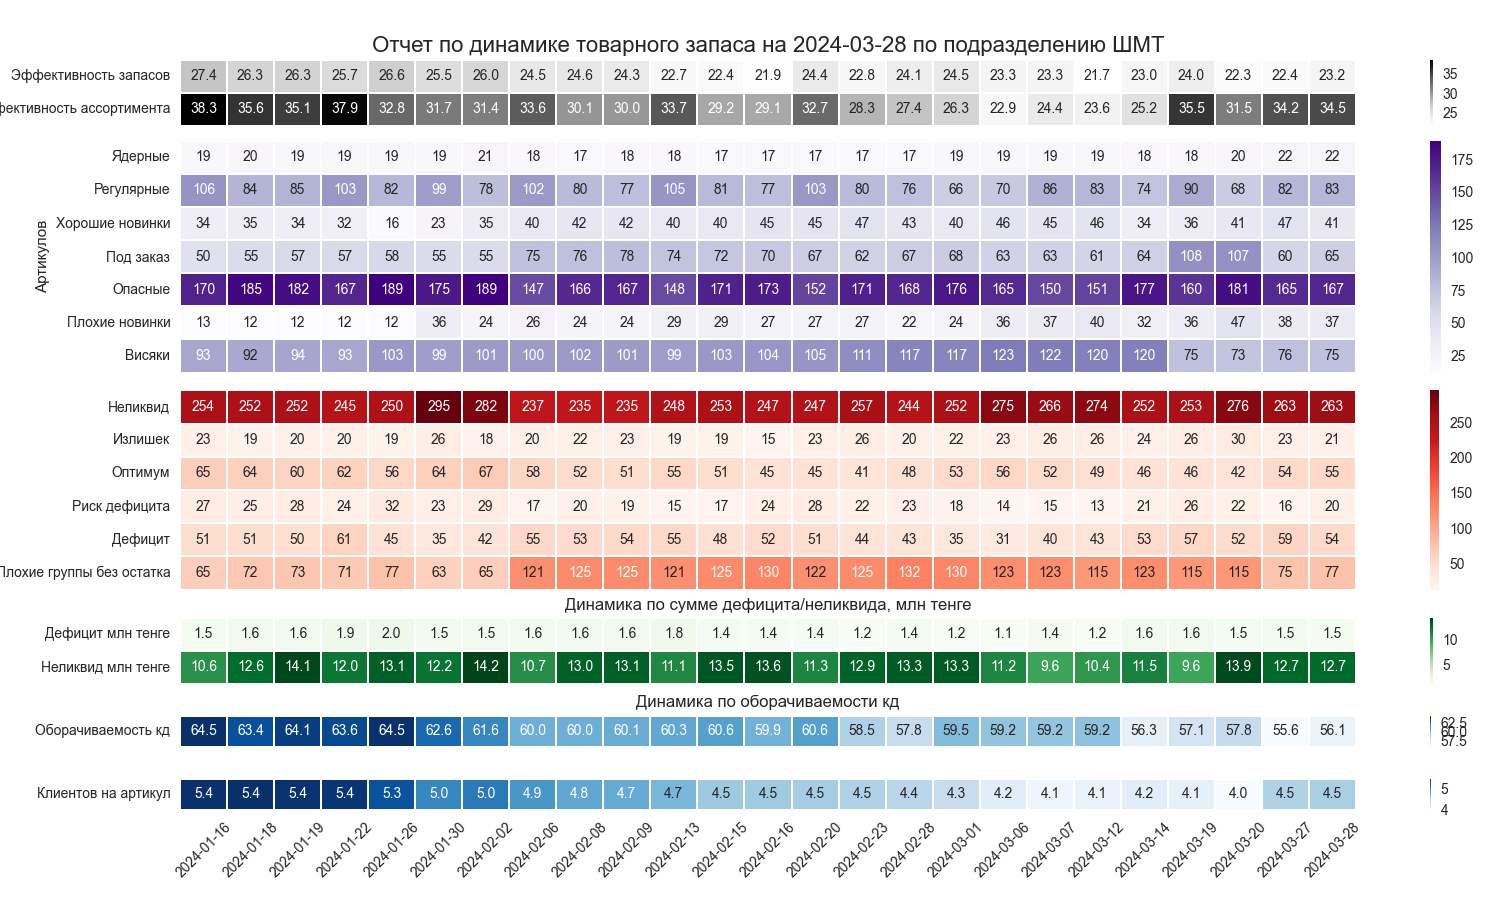 Отчет по динамике товарного запаса на 2024-03-28 по подразделению ШМТ
Эффективность запасов 27.4 26.3 26.3 25.7 26.6 25.5 26.0 24.5 24.6 24.3 22.7 22.4 21.9 24.4 22.8 24.1 24.5 23.3 23.3 21.7 23.0 24.0 22.3 22.4 23.2
фективность ассортимента 38.3 35.6 35.1 37.9 32.8 31.7 31.4 33.6 30.1 30.0 33.7 29.2 29.1 32.7 28.3 27.4 26.3 22.9 24.4 23.6 25.2 35.5 31.5 34.2 34.5
35
30
25
Артикулов
Ядерные 19 20 19 19 19 19 21 18 17 18 18 17 17 17 17 17 19 19 19 19 18 18 20 22 22
Регулярные 106 84 85 103 82 99 78 102 80 77 105 81 77 103 80 76 66 70 86 83 74 90 68 82 83
Хорошие новинки 34 35 34 32 16 23 35 40 42 42 40 40 45 45 47 43 40 46 45 46 34 36 41 47 41
Под заказ 50 55 57 57 58 55 55 75 76 78 74 72 70 67 62 67 68 63 63 61 64 108 107 60 65
Опасные 170 185 182 167 189 175 189 147 166 167 148 171 173 152 171 168 176 165 150 151 177 160 181 165 167
Плохие новинки 13 12 12 12 12 36 24 26 24 24 29 29 27 27 27 22 24 36 37 40 32 36 47 38 37
Висяки 93 92 94 93 103 99 101 100 102 101 99 103 104 105 111 117 117 123 122 120 120 75 73 76 75
175
150
125
100
75
50
25
Неликвид 254 252 252 245 250 295 282 237 235 235 248 253 247 247 257 244 252 275 266 274 252 253 276 263 263
Излишек 23 19 20 20 19 26 18 20 22 23 19 19 15 23 26 20 22 23 26 26 24 26 30 23 21
Оптимум 65 64 60 62 56 64 67 58 52 51 55 51 45 45 41 48 53 56 52 49 46 46 42 54 55
Риск дефицита 27 25 28 24 32 23 29 17 20 19 15 17 24 28 22 23 18 14 15 13 21 26 22 16 20
Дефицит 51 51 50 61 45 35 42 55 53 54 55 48 52 51 44 43 35 31 40 43 53 57 52 59 54
Плохие группы без остатка 65 72 73 71 77 63 65 121 125 125 121 125 130 122 125 132 130 123 123 115 123 115 115 75 77
250
200
150
100
50
Динамика по сумме дефицита/неликвида, млн тенге
Дефицит млн тенге 1.5 1.6 1.6 1.9 2.0 1.5 1.5 1.6 1.6 1.6 1.8 1.4 1.4 1.4 1.2 1.4 1.2 1.1 1.4 1.2 1.6 1.6 1.5 1.5 1.5
Неликвид млн тенге 10.6 12.6 14.1 12.0 13.1 12.2 14.2 10.7 13.0 13.1 11.1 13.5 13.6 11.3 12.9 13.3 13.3 11.2 9.6 10.4 11.5 9.6 13.9 12.7 12.7
10
5
Динамика по оборачиваемости кд
Оборачиваемость кд 64.5 63.4 64.1 63.6 64.5 62.6 61.6 60.0 60.0 60.1 60.3 60.6 59.9 60.6 58.5 57.8 59.5 59.2 59.2 59.2 56.3 57.1 57.8 55.6 56.1
62.5
60.0
57.5
Клиентов на артикул 5.4 5.4 5.4 5.4 5.3 5.0 5.0 4.9 4.8 4.7 4.7 4.5 4.5 4.5 4.5 4.4 4.3 4.2 4.1 4.1 4.2 4.1 4.0 4.5 4.5
5
4
2024-01-16 2024-01-18 2024-01-19 2024-01-22 2024-01-26 2024-01-30 2024-02-02 2024-02-06 2024-02-08 2024-02-09 2024-02-13 2024-02-15 2024-02-16 2024-02-20 2024-02-23 2024-02-28 2024-03-01 2024-03-06 2024-03-07 2024-03-12 2024-03-14 2024-03-19 2024-03-20 2024-03-27 2024-03-28